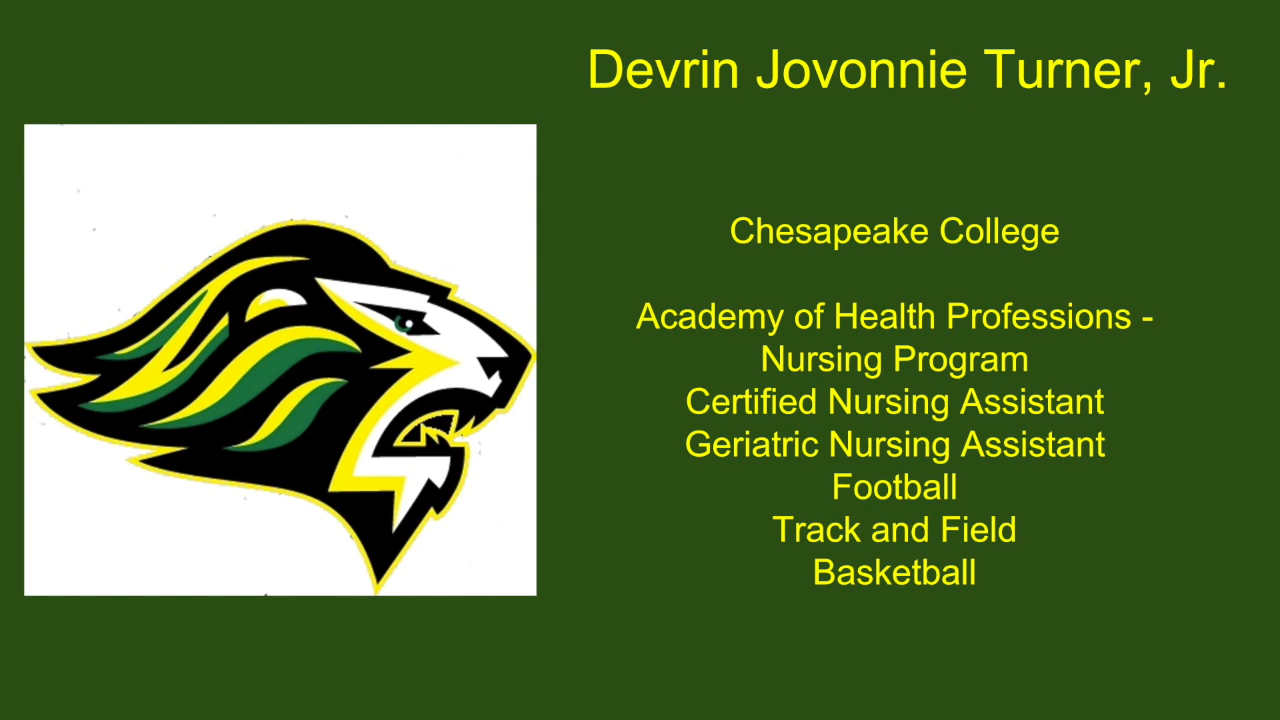 Devrin Jovonnie Turner, Jr.
Chesapeake College
Academy of Health Professions -
Nursing Program
Certified Nursing Assistant
Geriatric Nursing Assistant
Football
Track and Field
Basketball